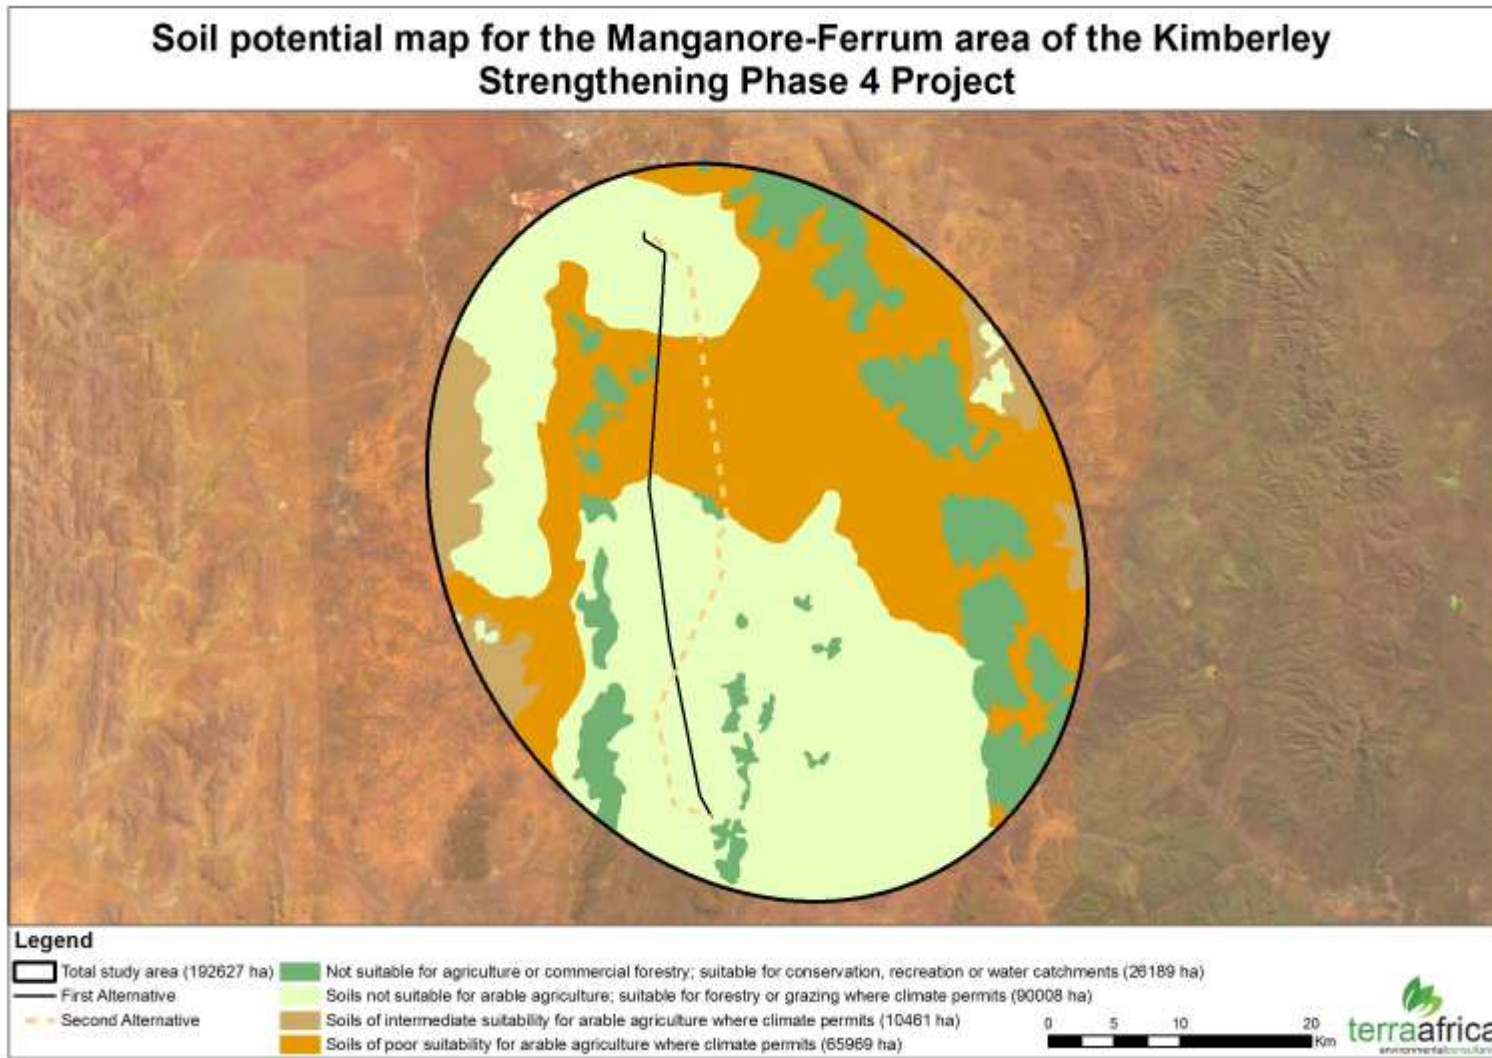 Soil potential map for the Manganore-Ferrum area of the Kimberley
Strengthening Phase 4 Project
Legend
Total study area (192627 ha)
First Alternative
Second Alternative
Not suitable for agriculture or commercial forestry; suitable for conservation, recreation or water catchments (26189 ha)
Soils not suitable for arable agriculture; suitable for forestry or grazing where climate permits (90008 ha)
Soils of intermediate suitability for arable agriculture where climate permits (10461 ha)
Soils of poor suitability for arable agriculture where climate permits (65969 ha)
0 5 10 20
Km
terraafrica